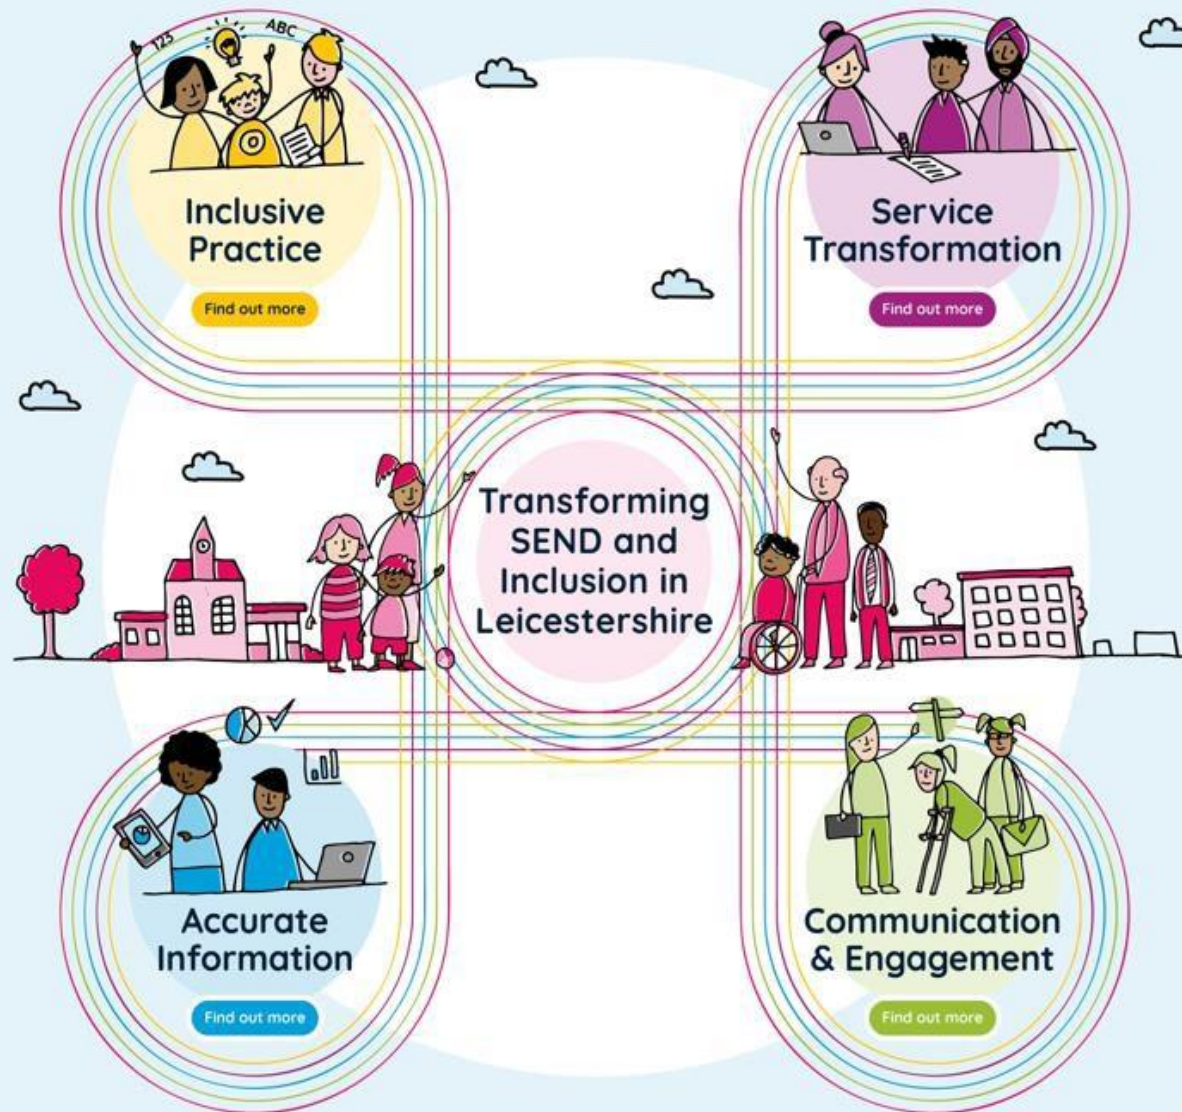 123
ABC
Inclusive
Practice
Find out more
Service
Transformation
Find out more
Transforming
SEND and
Inclusion in
Leicestershire
Accurate
Information
Find out more
Communication
& Engagement
Find out more